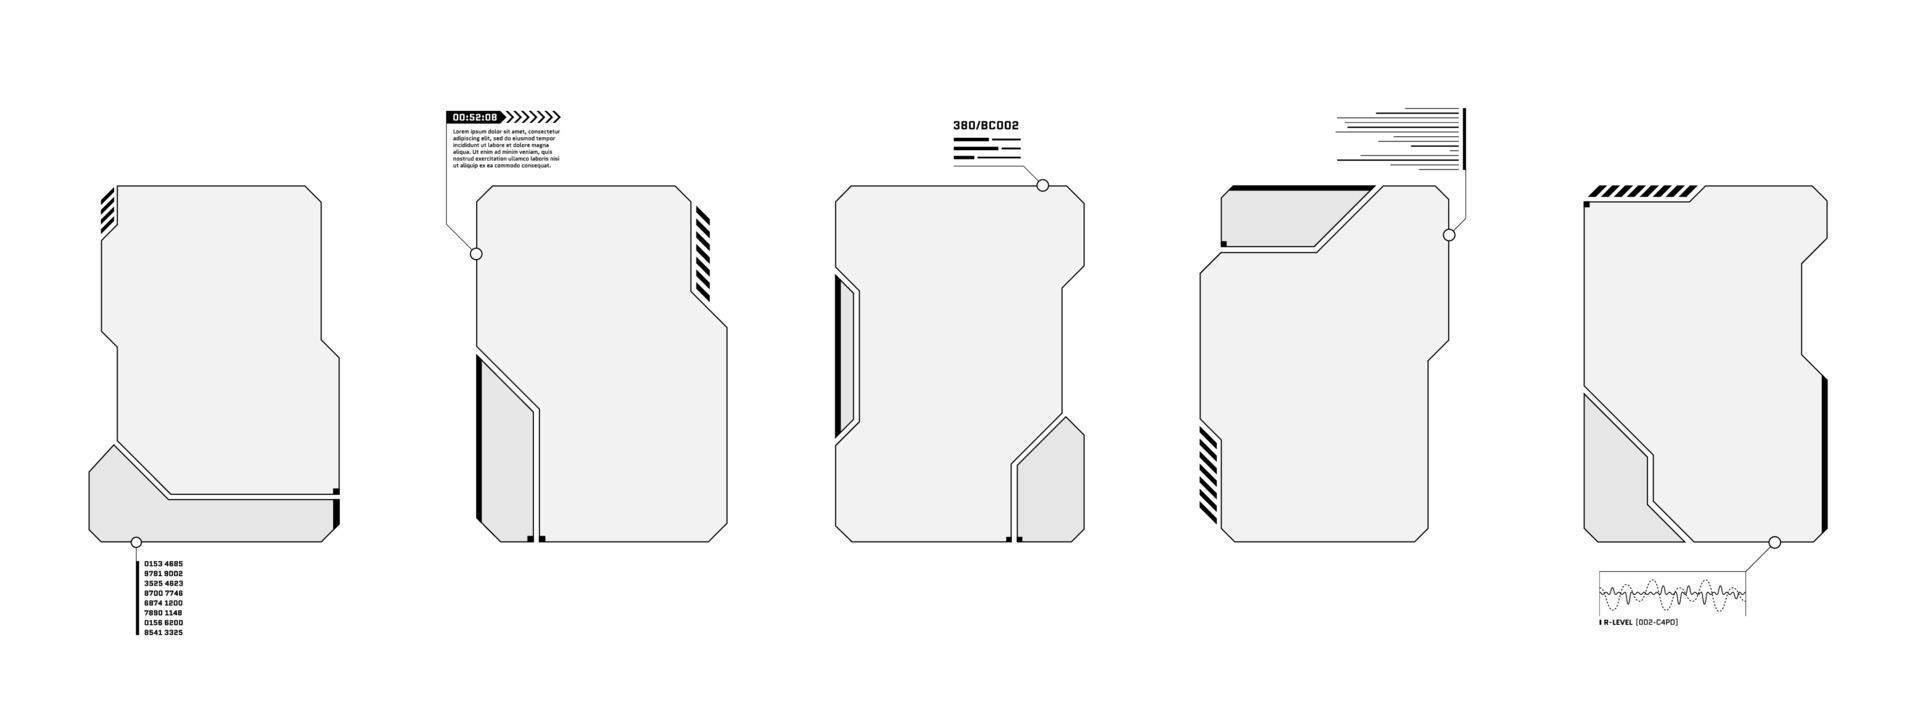 00:52:08
Lorem ipsum dolor sit amet, consectetur
adipiscing elit, sed do eiusmod tempor
incididunt ut labore et dolore magna
aliqua. Ut enim ad minim veniam, quis
nostrud exercitation ullamco laboris nisi
ut aliquip ex ea commodo consequat.
380/BC002
0153 4685
9781 9002
3525 4623
8700 7746
6874 1200
7890 1148
0156 6200
8541 3325
R-LEVEL [0D2-C4PO]